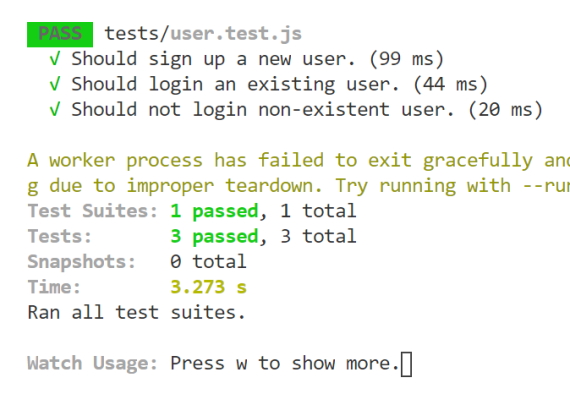 PASS tests/user.test.js
√ Should sign up a new user. (99 ms)
√ Should login an existing user. (44 ms)
√ Should not login non-existent user. (20 ms)
A worker process has failed to exit gracefully
g due to improper teardown. Try running with
Test Suites: 1 passed, 1 total
Tests: 3 passed, 3 total
Snapshots: 0 total
Time: 3.273 s
Ran all test suites.
Watch Usage: Press w to show more.